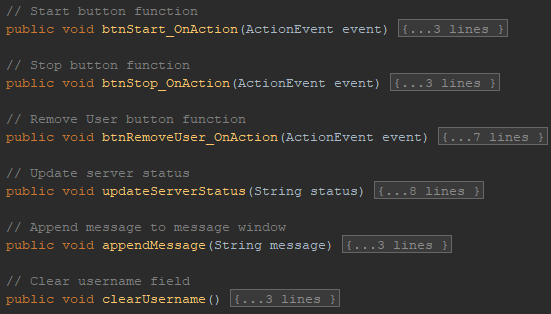 // Start button function
public void btnStart_OnAction(ActionEvent event) {...3 lines }
// Stop button function
public void btnStop_OnAction(ActionEvent event) {...3 lines }
// Remove User button function
public void btnRemoveUser_OnAction(ActionEvent event) {...7 lines }
// Update server status
public void updateServerStatus(String status) {...8 lines }
// Append message to message window
public void appendMessage(String message) {...3 lines }
// Clear username field
public void clearUsername() {...3 lines }